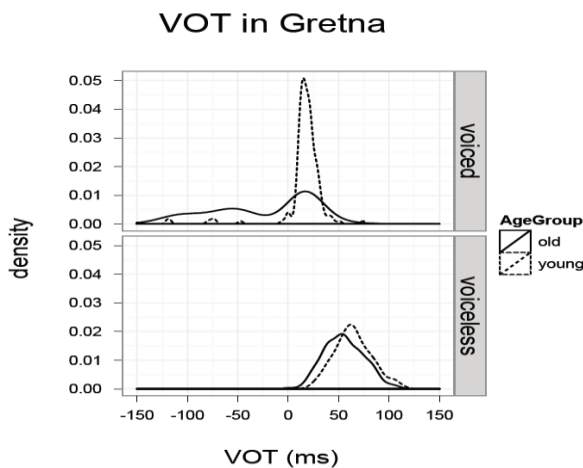 VOT in Gretna
density
0.05
0.04
0.03
0.02
0.01
0.00
voiced
0.05
0.04
0.03
0.02
0.01
0.00
voiceless
-150 -100 -50 0 50 100 150
VOT (ms)
AgeGroup
old
young